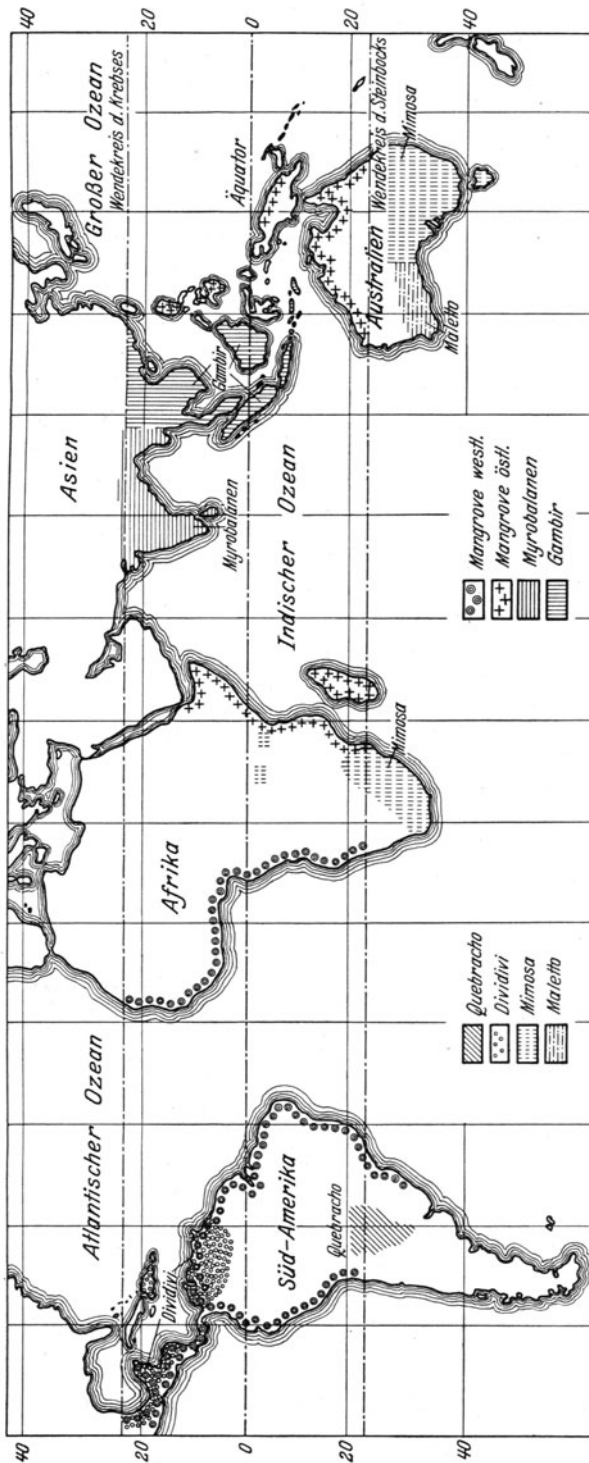 40
20
0
20
40
Großer Ozean
Wendekreis d. Krebses
Atlantischer Ozean
Asien
Dividivi
Afrika
Gambir
Myrobalanen
Äquator
Süd-Amerika
Indischer Ozean
Quebracho
Mimosa
Australien
Wendekreis d. Steinbocks
Mimosa
Maletto
Quebracho
Dividivi
Mimosa
Maletto
Mangrove westl.
Mangrove östl.
Myrobalanen
Gambir
40
20
0
20
40